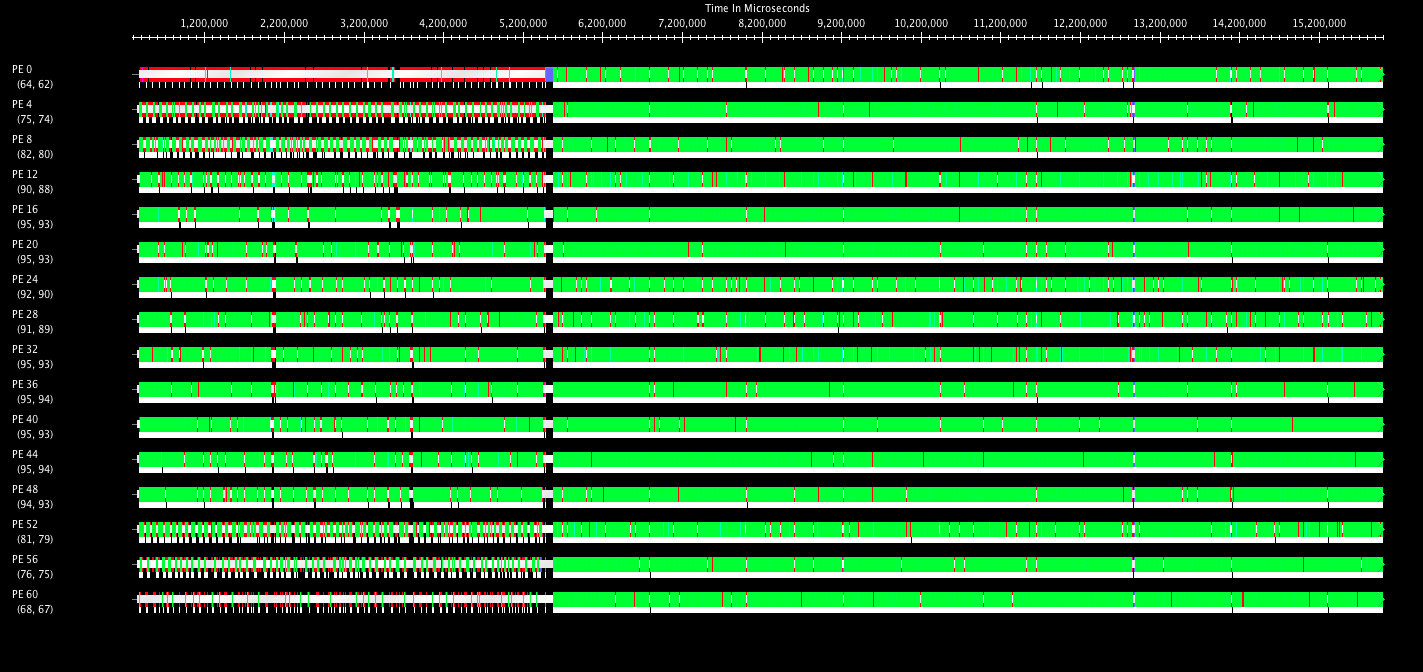 Time In Microseconds
1,200,000 2,200,000 3,200,000 4,200,000 5,200,000 6,200,000 7,200,000 8,200,000 9,200,000 10,200,000 11,200,000 12,200,000 13,200,000 14,200,000 15,200,000
PE 0
(64, 62)
PE 4
(75, 74)
PE 8
(82, 80)
PE 12
(90, 88)
PE 16
(95, 93)
PE 20
(95, 93)
PE 24
(92, 90)
PE 28
(91, 89)
PE 32
(95, 93)
PE 36
(95, 94)
PE 40
(95, 93)
PE 44
(95, 94)
PE 48
(94, 93)
PE 52
(81, 79)
PE 56
(76, 75)
PE 60
(68, 67)